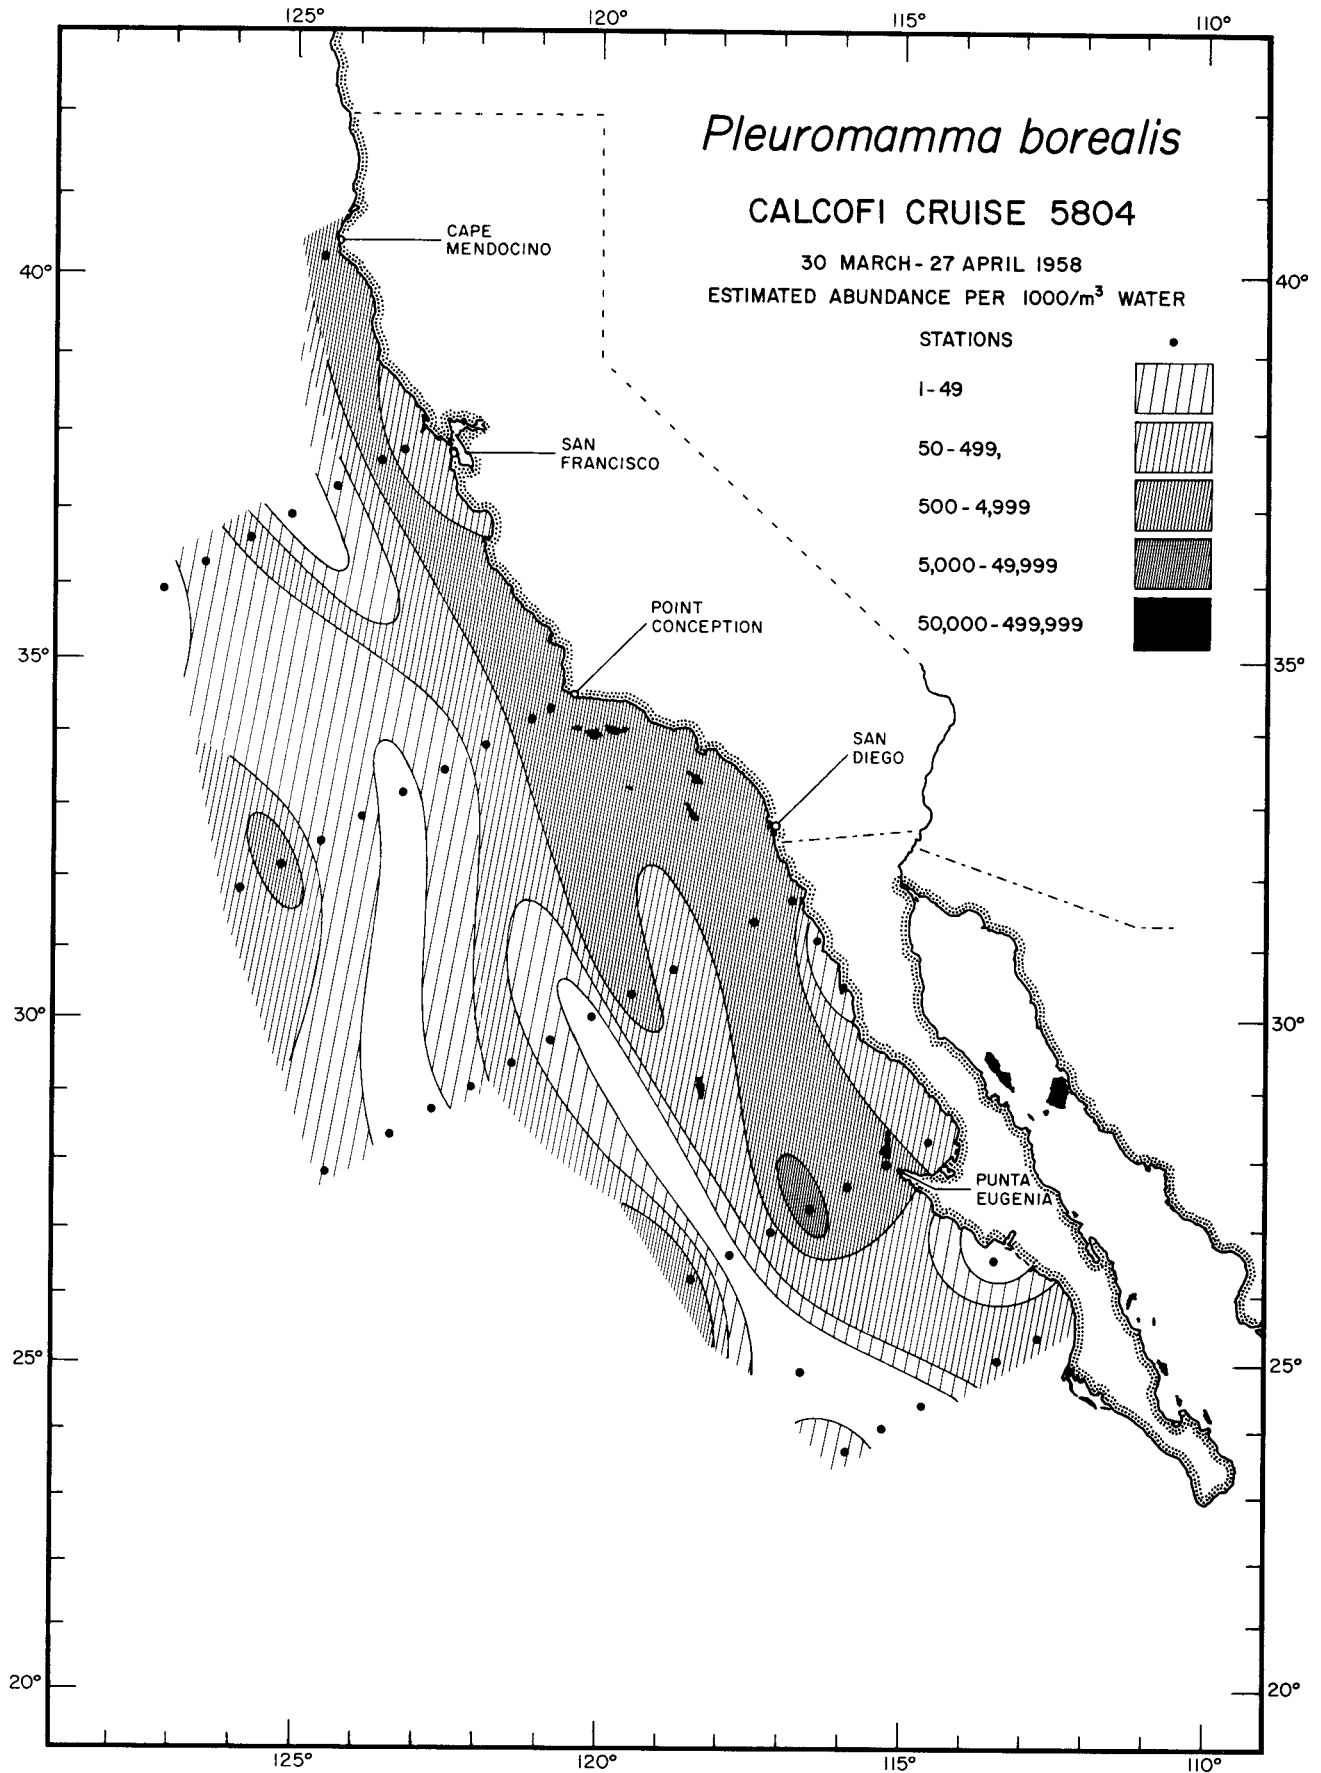 125° 120° 115° 110°
Pleuromamma borealis
CALCOFI CRUISE 5804
30 MARCH - 27 APRIL 1958
ESTIMATED ABUNDANCE PER 1000/m³ WATER
STATIONS
1 - 49
50 - 499,
500 - 4,999
5,000 - 49,999
50,000 - 499,999
CAPE
MENDOCINO
40° 40°
SAN
FRANCISCO
POINT
CONCEPTION
35° 35°
SAN
DIEGO
30° 30°
PUNTA
EUGENIA
25° 25°
20° 20°
125° 120° 115° 110°